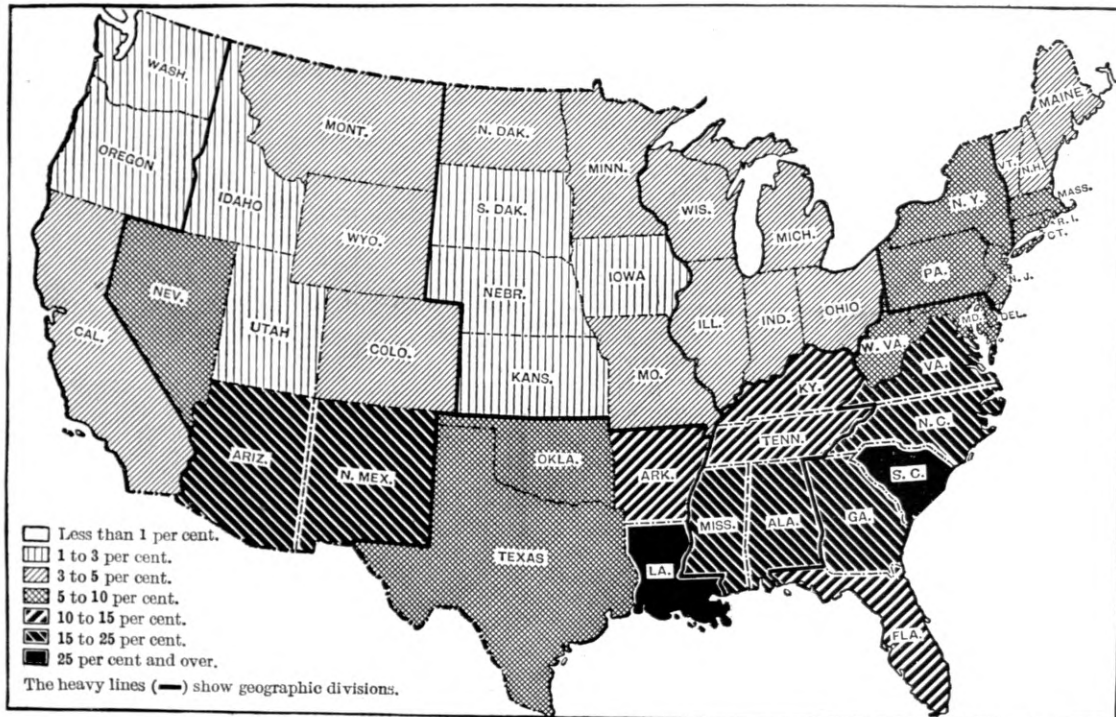 WASH.
OREGON
IDAHO
MONT.
N. DAK.
MINN.
S. DAK.
WYO.
WIS.
MICH.
MAINE
VT.
N.H.
MASS.
N. Y.
R. I.
CT.
CAL.
NEV.
UTAH
COLO.
NEBR.
IOWA
ILL.
IND.
OHIO
PA.
N. J.
KANS.
MO.
W. VA.
MD.
DEL.
VA.
KY.
N. C.
TENN.
ARIZ.
N. MEX.
OKLA.
ARK.
S. C.
MISS.
ALA.
GA.
TEXAS
LA.
FLA.
Less than 1 per cent.
1 to 3 per cent.
3 to 5 per cent.
5 to 10 per cent.
10 to 15 per cent.
15 to 25 per cent.
25 per cent and over.
The heavy lines (━) show geographic divisions.